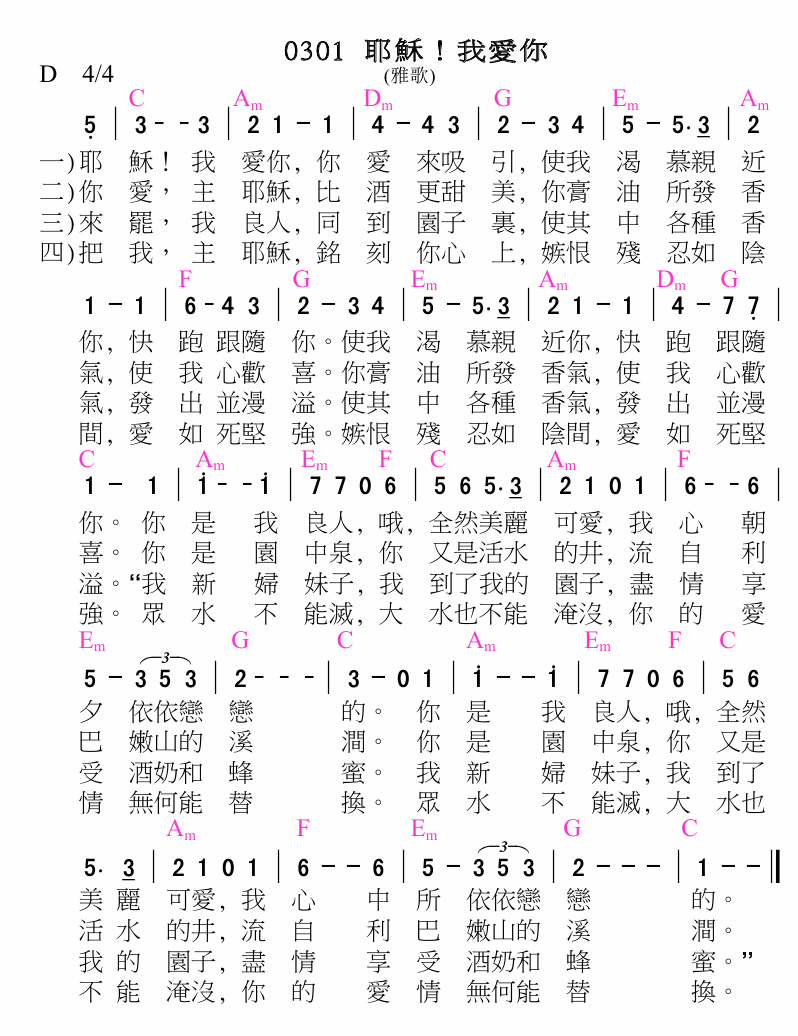 0301 耶穌！我愛你
D 4/4 (雅歌)
C Am Dm G Em Am
5̣ | 3 - - 3 | 2 1 - 1 | 4 - 4 3 | 2 - 3 4 | 5 - 5. 3 | 2
一)耶 穌！ 我 愛你, 你 愛 來吸 引, 使我 渴 慕親 近
二)你 愛， 主 耶穌, 比 酒 更甜 美, 你膏 油 所發 香
三)來 罷， 我 良人, 同 到 園子 裏, 使其 中 各種 香
四)把 我， 主 耶穌, 銘 刻 你心 上, 嫉恨 殘 忍如 陰
F G Em Am Dm G
1 - 1 | 6 - 4 3 | 2 - 3 4 | 5 - 5. 3 | 2 1 - 1 | 4 - 7 7̣ |
你, 快 跑 跟隨 你。使我 渴 慕親 近你, 快 跑 跟隨
氣, 使 我 心歡 喜。你膏 油 所發 香氣, 使 我 心歡
氣, 發 出 並漫 溢。使其 中 各種 香氣, 發 出 並漫
間, 愛 如 死堅 強。嫉恨 殘 忍如 陰間, 愛 如 死堅
C Am Em F C Am F
1 - 1 | i - - i | 7 7 0 6 | 5 6 5. 3 | 2 1 0 1 | 6 - - 6 |
你。 你 是 我 良人, 哦, 全然美麗 可愛, 我 心 朝
喜。 你 是 園 中泉, 你 又是活水 的井, 流 自 利
溢。“我 新 婦 妹子, 我 到了我的 園子, 盡 情 享
強。 眾 水 不 能滅, 大 水也不能 淹沒, 你 的 愛
Em G C Am Em F C
5 - 3 5 3 | 2 - - - | 3 - 0 1 | i - - i | 7 7 0 6 | 5 6
3
夕 依依戀 戀 的。 你 是 我 良人, 哦, 全然
巴 嫩山的 溪 澗。 你 是 園 中泉, 你 又是
受 酒奶和 蜂 蜜。 我 新 婦 妹子, 我 到了
情 無何能 替 換。 眾 水 不 能滅, 大 水也
Am F Em G C
5. 3 | 2 1 0 1 | 6 - - 6 | 5 - 3 5 3 | 2 - - - | 1 - - ‖
3
美 麗 可愛, 我 心 中 所 依依戀 戀 的。
活 水 的井, 流 自 利 巴 嫩山的 溪 澗。
我 的 園子, 盡 情 享 受 酒奶和 蜂 蜜。”
不 能 淹沒, 你 的 愛 情 無何能 替 換。